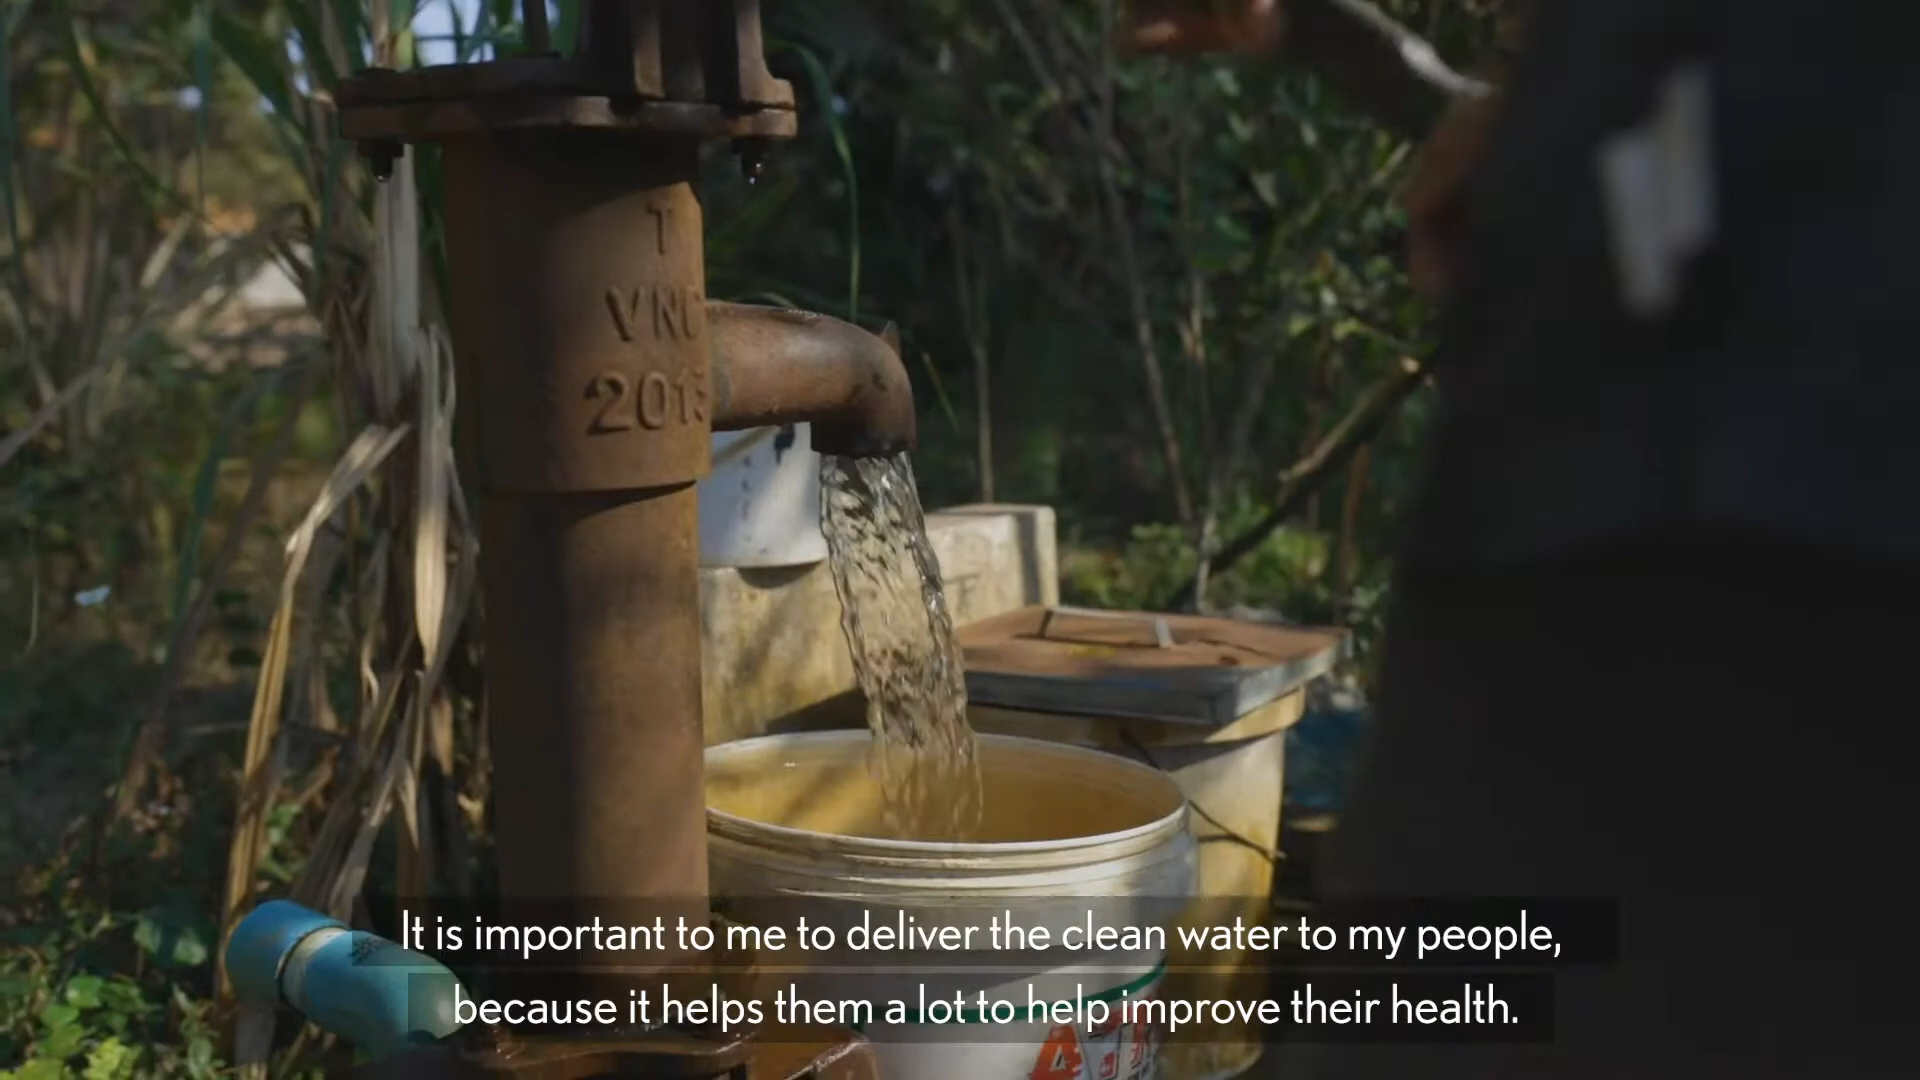 T
VN
201
It is important to me to deliver the clean water to my people,
because it helps them a lot to help improve their health.